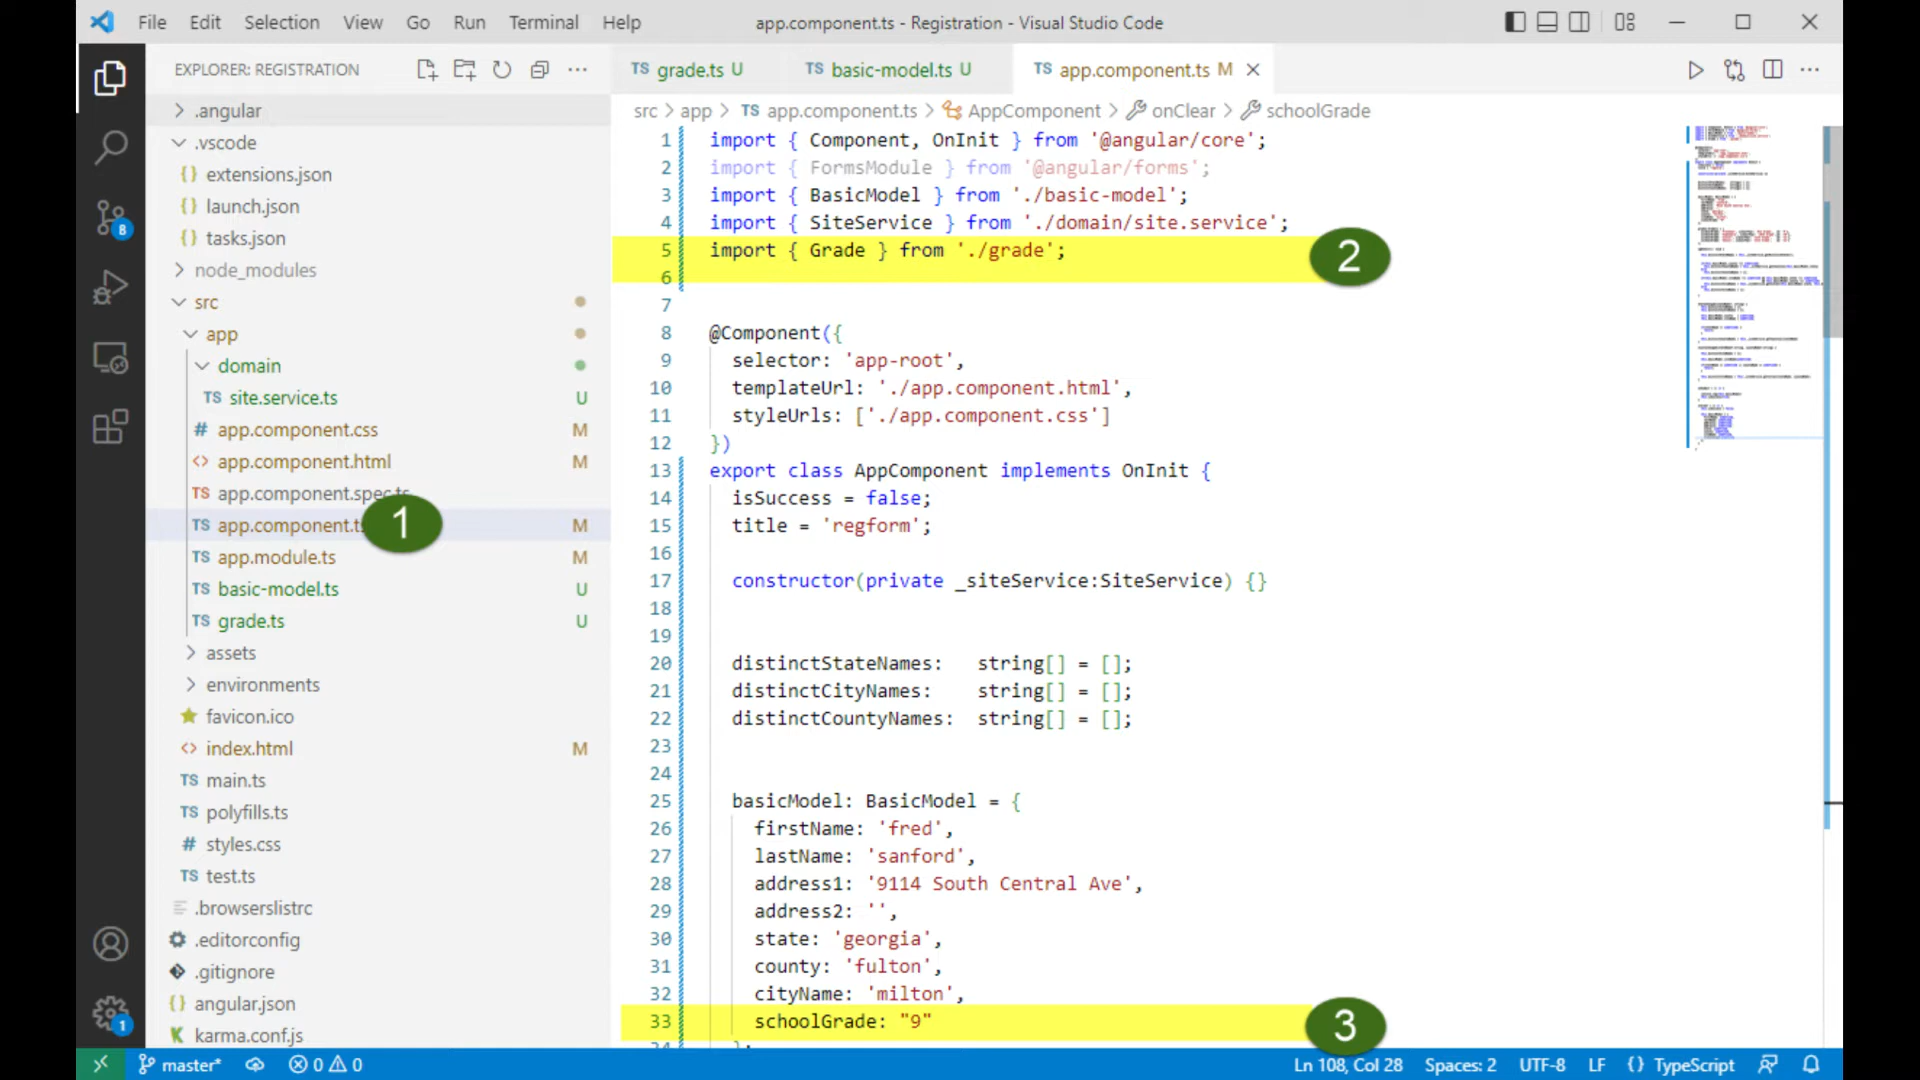 File Edit Selection View Go Run Terminal Help
app.component.ts - Registration - Visual Studio Code
EXPLORER: REGISTRATION
.angular
.vscode
{} extensions.json
{} launch.json
{} tasks.json
node_modules
src
app
domain
TS site.service.ts U
# app.component.css M
<> app.component.html M
TS app.component.spec.ts
TS app.component.ts M
1
TS app.module.ts M
TS basic-model.ts U
TS grade.ts U
assets
environments
favicon.ico
<> index.html M
TS main.ts
TS polyfills.ts
# styles.css
TS test.ts
.browserslistrc
.editorconfig
.gitignore
{} angular.json
karma.conf.js
8
1
TS grade.ts U
TS basic-model.ts U
TS app.component.ts M
src > app > TS app.component.ts > AppComponent > onClear > schoolGrade
1 import { Component, OnInit } from '@angular/core';
2 import { FormsModule } from '@angular/forms';
3 import { BasicModel } from './basic-model';
4 import { SiteService } from './domain/site.service';
5 import { Grade } from './grade';
2
6
7
8 @Component({
9 selector: 'app-root',
10 templateUrl: './app.component.html',
11 styleUrls: ['./app.component.css']
12 })
13 export class AppComponent implements OnInit {
14 isSuccess = false;
15 title = 'regform';
16
17 constructor(private _siteService:SiteService) {}
18
19
20 distinctStateNames: string[] = [];
21 distinctCityNames: string[] = [];
22 distinctCountyNames: string[] = [];
23
24
25 basicModel: BasicModel = {
26 firstName: 'fred',
27 lastName: 'sanford',
28 address1: '9114 South Central Ave',
29 address2: '',
30 state: 'georgia',
31 county: 'fulton',
32 cityName: 'milton',
33 schoolGrade: "9"
3
master* 0 0
Ln 108, Col 28 Spaces: 2 UTF-8 LF {} TypeScript